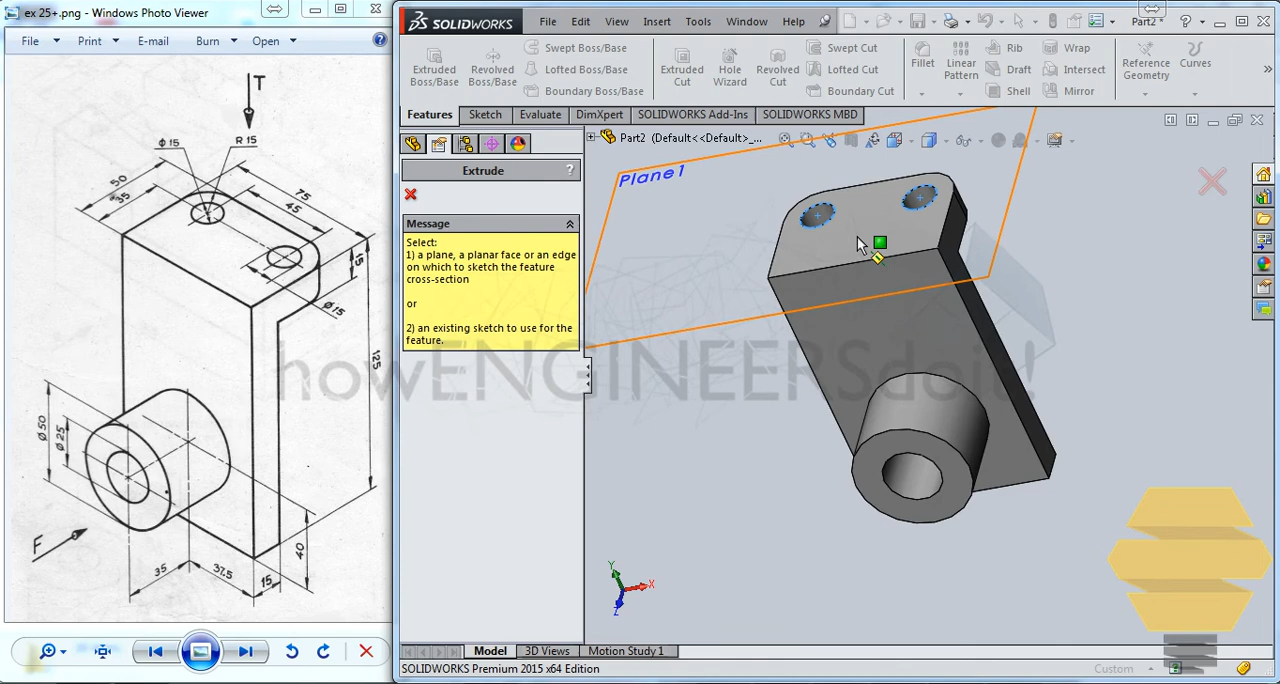 ex 25+.png - Windows Photo Viewer
File Print E-mail Burn Open
T
Φ 15
R 15
50
Φ35
75
45
15
Φ15
125
Φ 50
Φ25
F
35
37,5
15
40
SOLIDWORKS
File Edit View Insert Tools Window Help
Part2 *
?
Extruded Boss/Base
Revolved Boss/Base
Swept Boss/Base
Lofted Boss/Base
Boundary Boss/Base
Extruded Cut
Hole Wizard
Revolved Cut
Swept Cut
Lofted Cut
Boundary Cut
Fillet
Linear Pattern
Rib
Draft
Shell
Wrap
Intersect
Mirror
Reference Geometry
Curves
Features Sketch Evaluate DimXpert SOLIDWORKS Add-Ins SOLIDWORKS MBD
Part2 (Default<<Default>_...
Extrude ?
Message
Select:
1) a plane, a planar face or an edge
on which to sketch the feature
cross-section
or
2) an existing sketch to use for the
feature.
Plane1
howENGINEERSdoit!
Y
X
Z
Model 3D Views Motion Study 1
SOLIDWORKS Premium 2015 x64 Edition
Custom